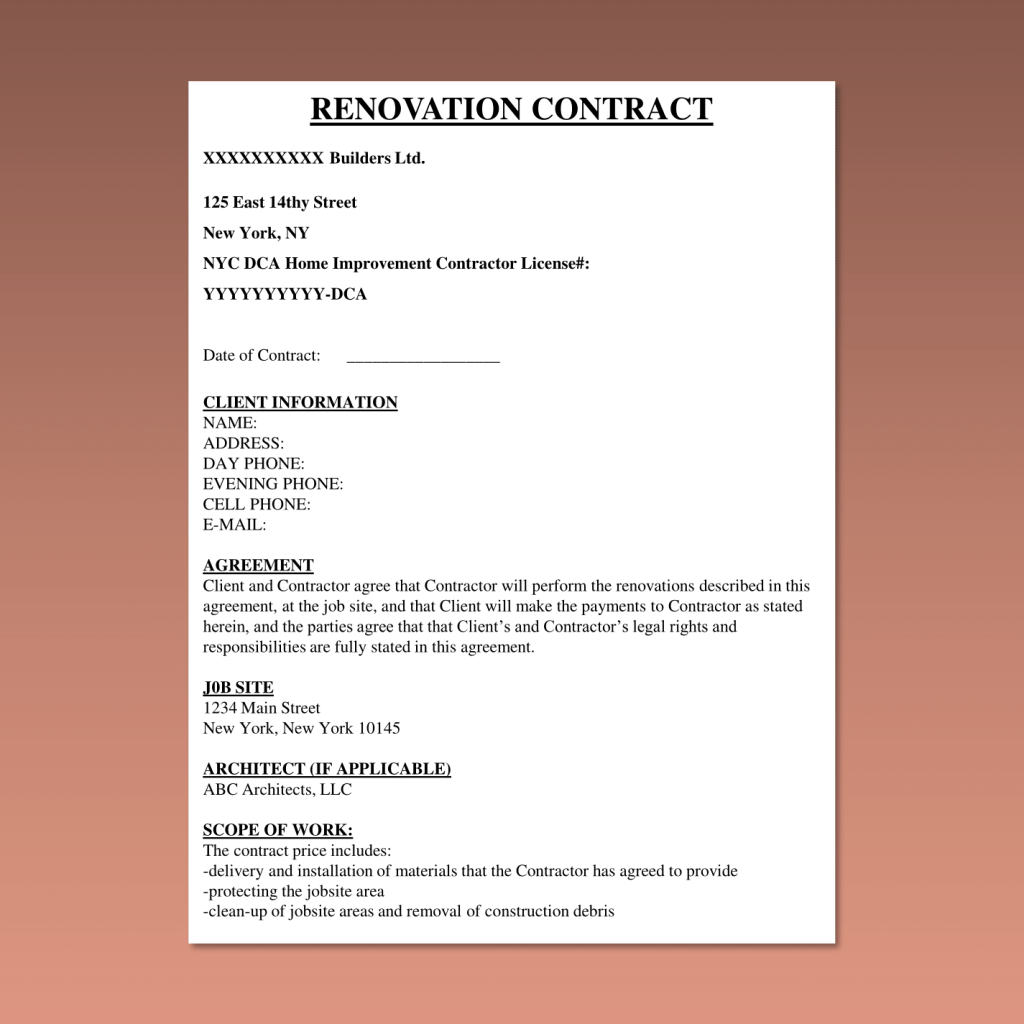 RENOVATION CONTRACT
XXXXXXXXXX Builders Ltd.
125 East 14thy Street
New York, NY
NYC DCA Home Improvement Contractor License#:
YYYYYYYYYY-DCA
Date of Contract: __________________
CLIENT INFORMATION
NAME:
ADDRESS:
DAY PHONE:
EVENING PHONE:
CELL PHONE:
E-MAIL:
AGREEMENT
Client and Contractor agree that Contractor will perform the renovations described in this
agreement, at the job site, and that Client will make the payments to Contractor as stated
herein, and the parties agree that that Client’s and Contractor’s legal rights and
responsibilities are fully stated in this agreement.
J0B SITE
1234 Main Street
New York, New York 10145
ARCHITECT (IF APPLICABLE)
ABC Architects, LLC
SCOPE OF WORK:
The contract price includes:
-delivery and installation of materials that the Contractor has agreed to provide
-protecting the jobsite area
-clean-up of jobsite areas and removal of construction debris